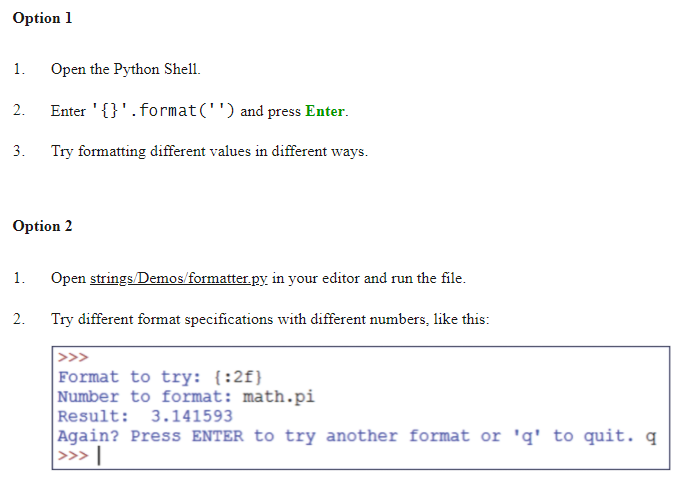 Option 1
1. Open the Python Shell.
2. Enter '{}'.format('') and press Enter.
3. Try formatting different values in different ways.
Option 2
1. Open strings/Demos/formatter.py in your editor and run the file.
2. Try different format specifications with different numbers, like this:
>>>
Format to try: {:2f}
Number to format: math.pi
Result:  3.141593
Again? Press ENTER to try another format or 'q' to quit. q
>>>